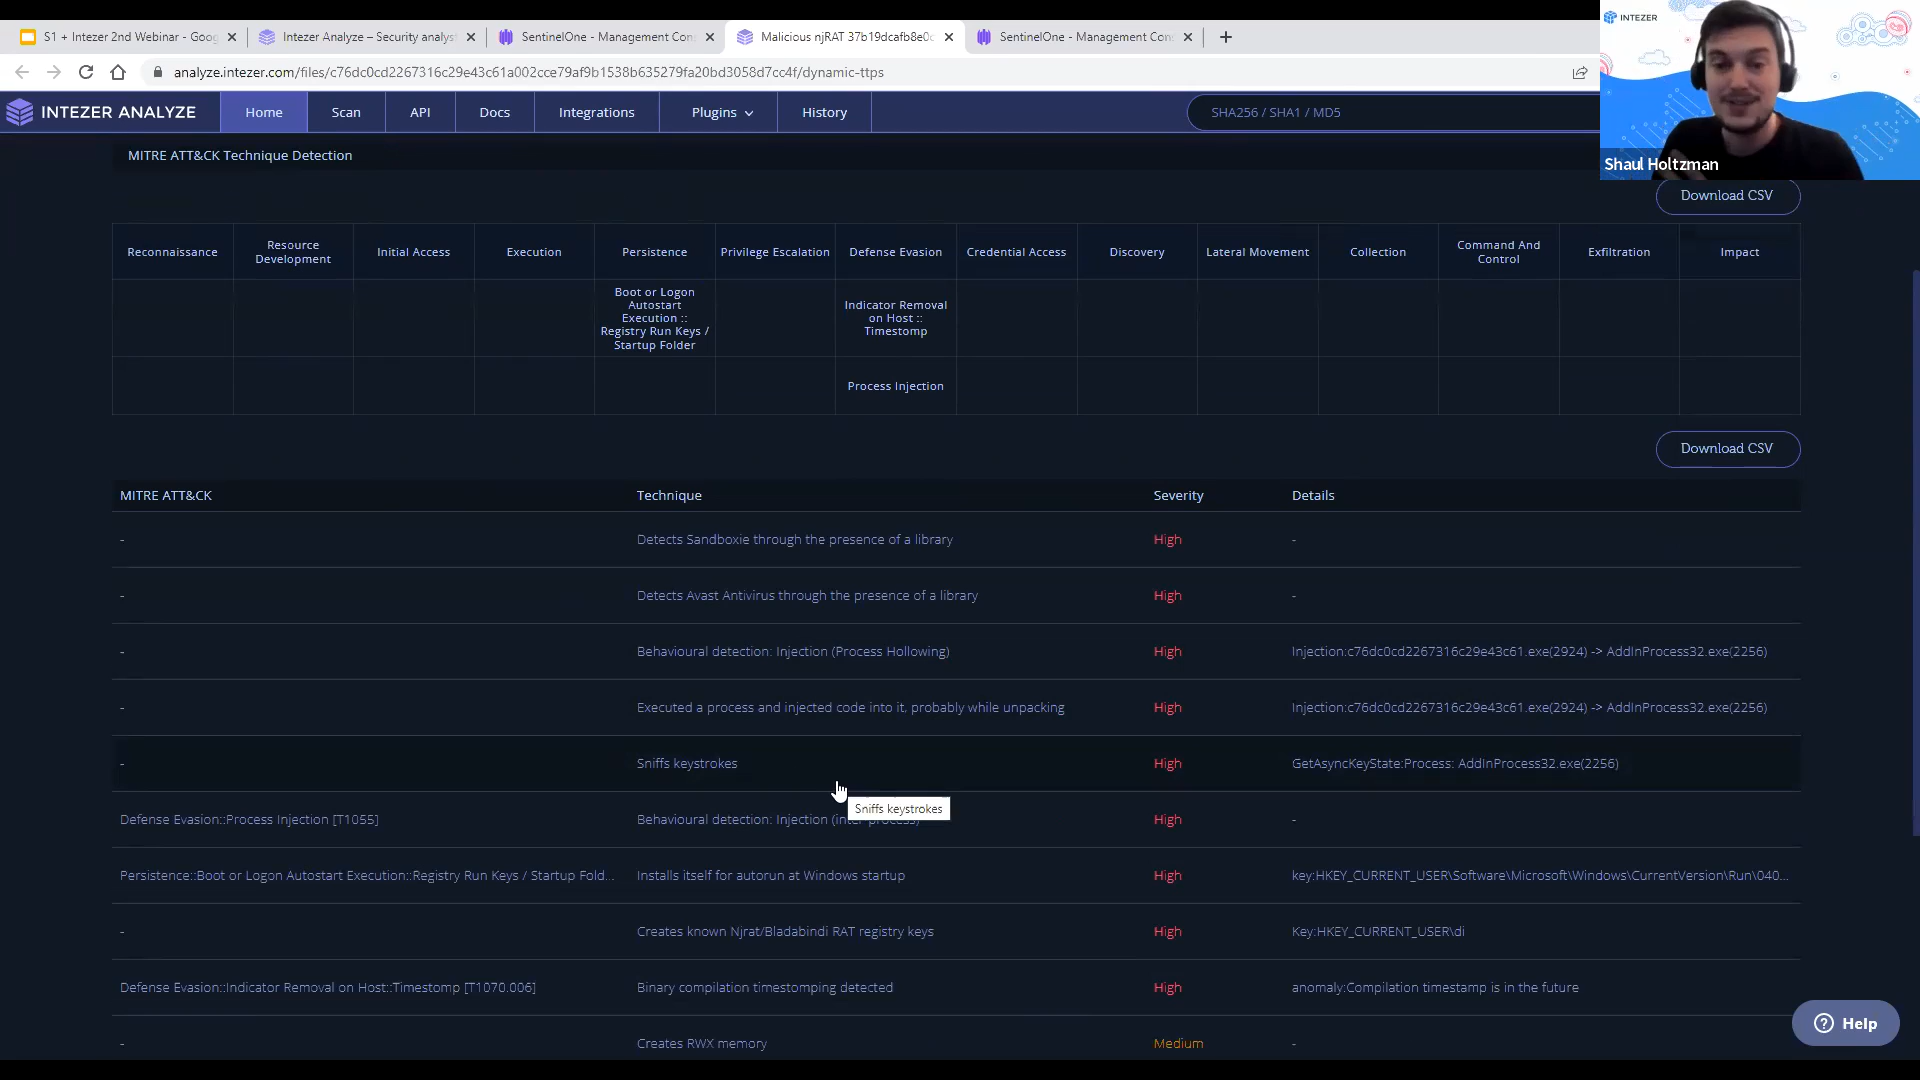 S1 + Intezer 2nd Webinar - Goog
Intezer Analyze – Security analyst
SentinelOne - Management Cons
Malicious njRAT 37b19dcafb8e0c
SentinelOne - Management Cons
analyze.intezer.com/files/c76dc0cd2267316c29e43c61a002cce79af9b1538b635279fa20bd3058d7cc4f/dynamic-ttps
INTEZER
Shaul Holtzman
INTEZER ANALYZE
Home
Scan
API
Docs
Integrations
Plugins
History
SHA256 / SHA1 / MD5
MITRE ATT&CK Technique Detection
Download CSV
Reconnaissance
Resource
Development
Initial Access
Execution
Persistence
Privilege Escalation
Defense Evasion
Credential Access
Discovery
Lateral Movement
Collection
Command And
Control
Exfiltration
Impact
Boot or Logon
Autostart
Execution ::
Registry Run Keys /
Startup Folder
Indicator Removal
on Host ::
Timestomp
Process Injection
Download CSV
MITRE ATT&CK Technique Severity Details
- Detects Sandboxie through the presence of a library High -
- Detects Avast Antivirus through the presence of a library High -
- Behavioural detection: Injection (Process Hollowing) High Injection:c76dc0cd2267316c29e43c61.exe(2924) -> AddInProcess32.exe(2256)
- Executed a process and injected code into it, probably while unpacking High Injection:c76dc0cd2267316c29e43c61.exe(2924) -> AddInProcess32.exe(2256)
- Sniffs keystrokes High GetAsyncKeyState:Process: AddInProcess32.exe(2256)
Sniffs keystrokes
Defense Evasion::Process Injection [T1055] Behavioural detection: Injection (inter-process) High -
Persistence::Boot or Logon Autostart Execution::Registry Run Keys / Startup Fold... Installs itself for autorun at Windows startup High key:HKEY_CURRENT_USER\Software\Microsoft\Windows\CurrentVersion\Run\040...
- Creates known Njrat/Bladabindi RAT registry keys High Key:HKEY_CURRENT_USER\di
Defense Evasion::Indicator Removal on Host::Timestomp [T1070.006] Binary compilation timestomping detected High anomaly:Compilation timestamp is in the future
- Creates RWX memory Medium -
Help